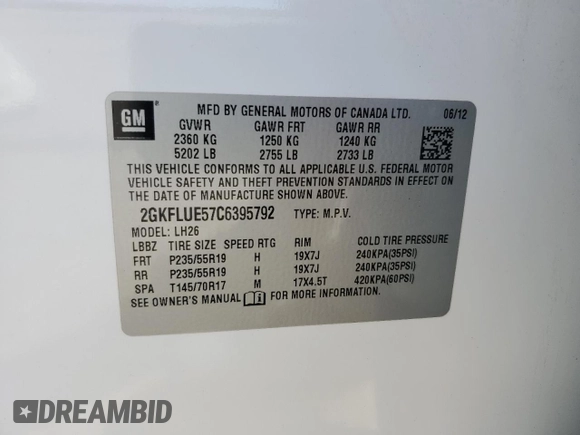 GM
MFD BY GENERAL MOTORS OF CANADA LTD. 06/12
GVWR GAWR FRT GAWR RR
2360 KG 1250 KG 1240 KG
5202 LB 2755 LB 2733 LB
THIS VEHICLE CONFORMS TO ALL APPLICABLE U.S. FEDERAL MOTOR
VEHICLE SAFETY AND THEFT PREVENTION STANDARDS IN EFFECT ON
THE DATE OF MANUFACTURE SHOWN ABOVE.
2GKFLUE57C6395792 TYPE: M.P.V.
MODEL: LH26
LBBZ TIRE SIZE SPEED RTG RIM COLD TIRE PRESSURE
FRT P235/55R19 H 19X7J 240KPA(35PSI)
RR P235/55R19 H 19X7J 240KPA(35PSI)
SPA T145/70R17 M 17X4.5T 420KPA(60PSI)
SEE OWNER'S MANUAL i FOR MORE INFORMATION.
DREAMBID